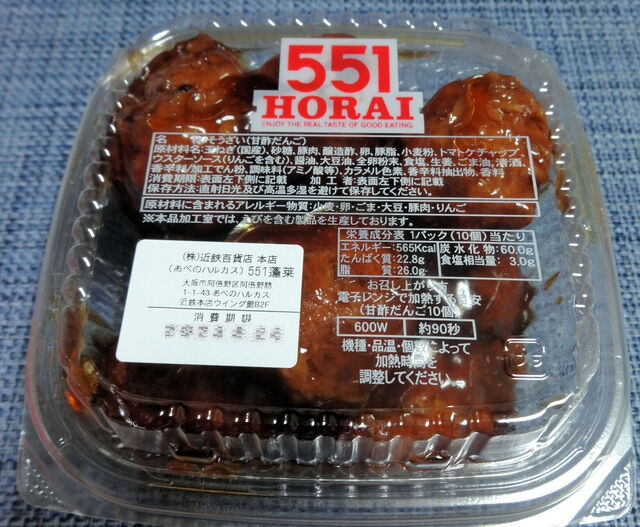 551
HORAI
ENJOY THE REAL TASTE OF GOOD EATING.
名 そうざい(甘酢だんご)
原材料名:玉ねぎ(国産)、砂糖、豚肉、醸造酢、卵、豚脂、小麦粉、トマトケチャップ、
ウスターソース(りんごを含む)、醤油、大豆油、全卵粉末、食塩、生姜、ごま油、清酒、
香辛料/加工でん粉、調味料(アミノ酸等)、カラメル色素、香辛料抽出物、香料
消費期限:表面左下側に記載 加工者:表面左下側に記載
保存方法:直射日光及び高温多湿を避けて保存してください。
原材料に含まれるアレルギー物質:小麦・卵・ごま・大豆・豚肉・りんご
※本品加工室では、えびを含む製品を生産しております。
栄養成分表 1パック(10個)当たり
エネルギー:565Kcal 炭水化物:60.0g
たんぱく質:22.8g 食塩相当量:3.0g
脂質:26.0g
お召し上がり方
電子レンジで加熱する目安
(甘酢だんご10個)
600W 約90秒
機種・品温・個数によって
加熱時間を
調整してください。
(株)近鉄百貨店 本店
(あべのハルカス)551蓬莱
大阪市阿倍野区阿倍野筋
1-1-43 あべのハルカス
近鉄本店ウイング館B2F
消費期限